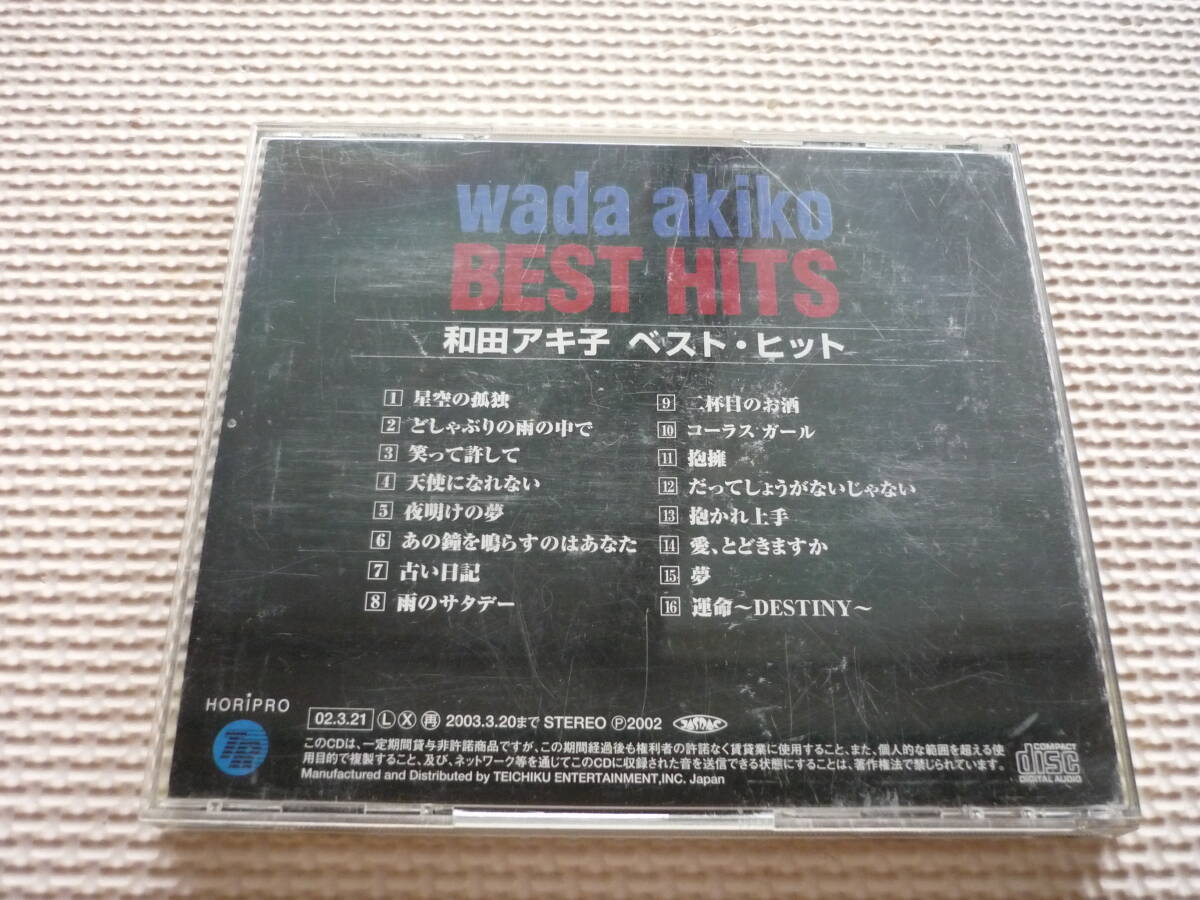 wada akiko
BEST HITS
和田アキ子 ベスト・ヒット
1 星空の孤独
2 どしゃぶりの雨の中で
3 笑って許して
4 天使になれない
5 夜明けの夢
6 あの鐘を鳴らすのはあなた
7 古い日記
8 雨のサタデー
9 二杯目のお酒
10 コーラス ガール
11 抱擁
12 だってしょうがないじゃない
13 抱かれ上手
14 愛、とどきますか
15 夢
16 運命〜DESTINY〜
HORIPRO
02.3.21 Ⓛ Ⓧ ㊢ 2003.3.20まで STEREO Ⓟ2002 JASRAC
このCDは、一定期間貸与非許諾商品ですが、この期間経過後も権利者の許諾なく賃貸業に使用すること、また、個人的な範囲を超える使
用目的で複製すること、及び、ネットワーク等を通じてこのCDに収録された音を送信できる状態にすることは、著作権法で禁じられています。
Manufactured and Distributed by TEICHIKU ENTERTAINMENT,INC. Japan
COMPACT
disc
DIGITAL AUDIO